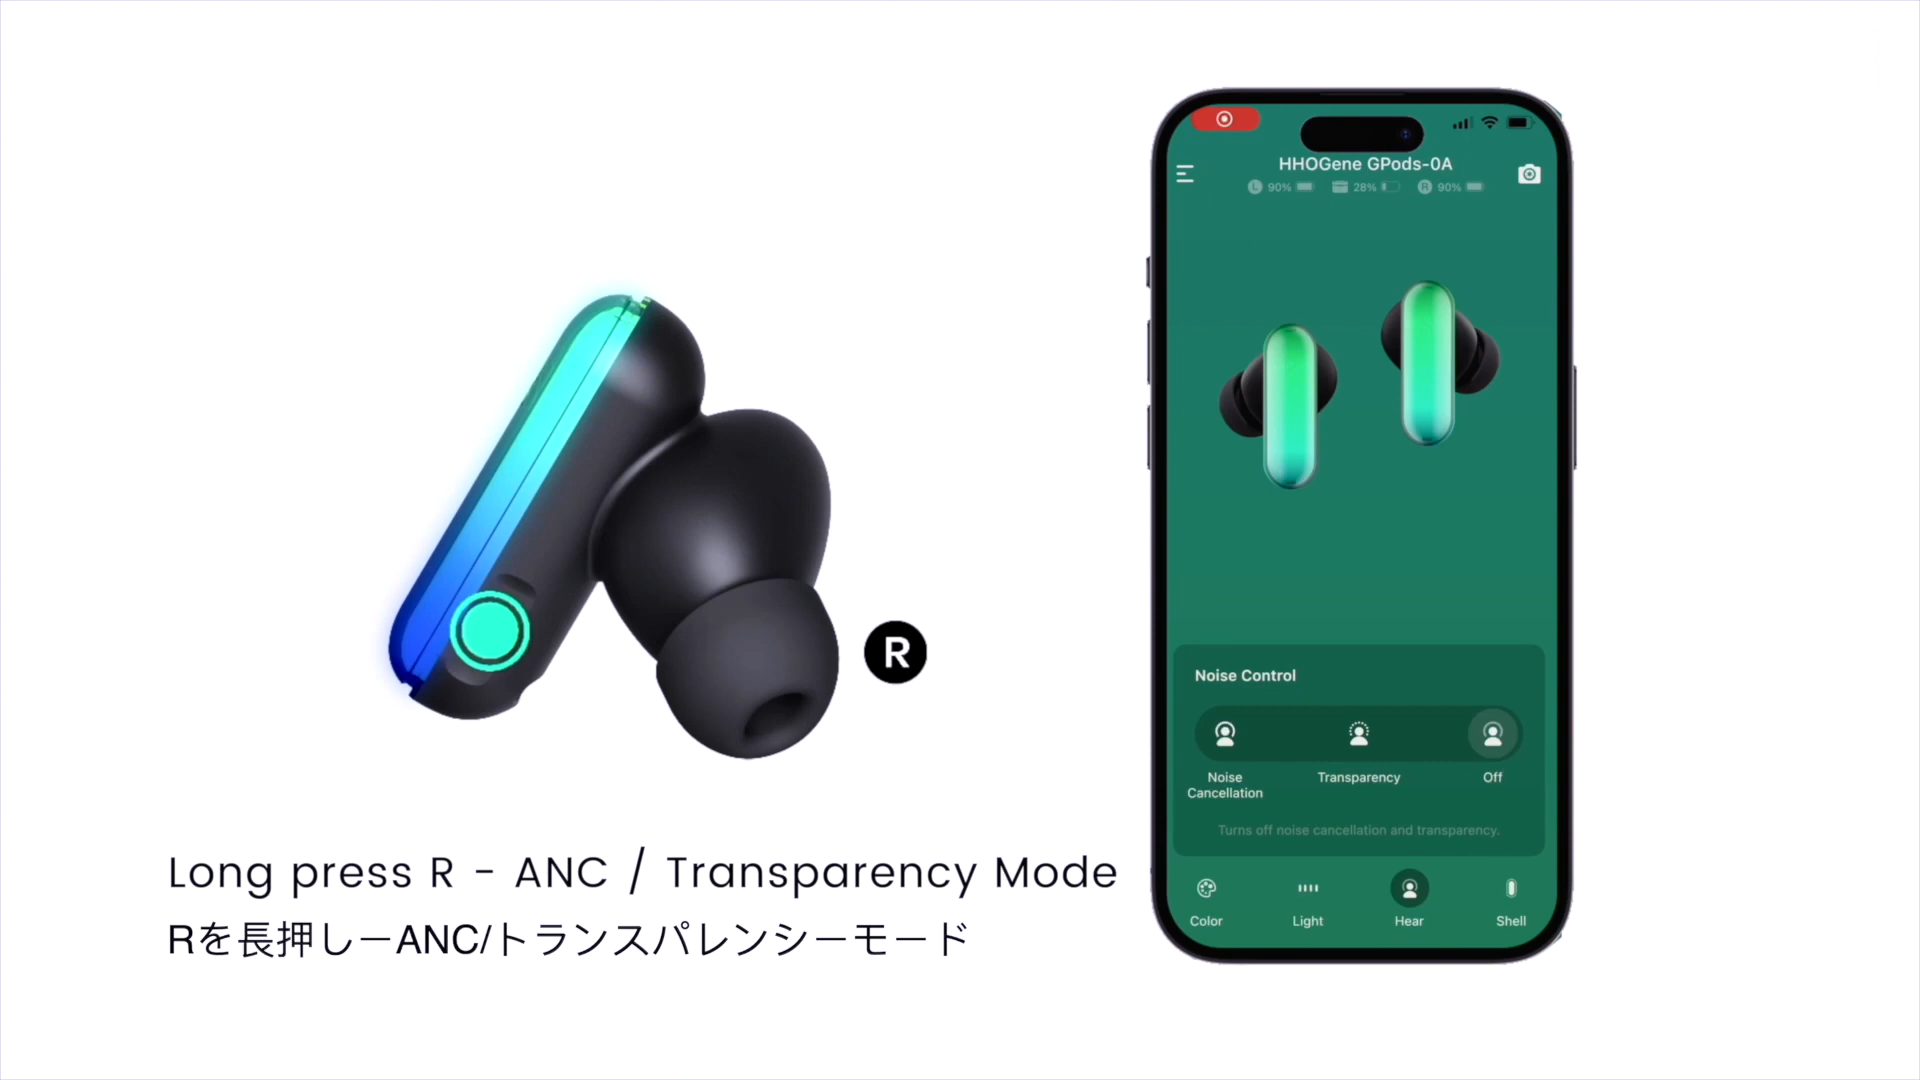 HHOGene GPods-0A
L 90% 28% R 90%
R
Noise Control
Noise Cancellation
Transparency
Off
Turns off noise cancellation and transparency.
Long press R - ANC / Transparency Mode
Rを長押しーANC/トランスパレンシーモード
Color
Light
Hear
Shell